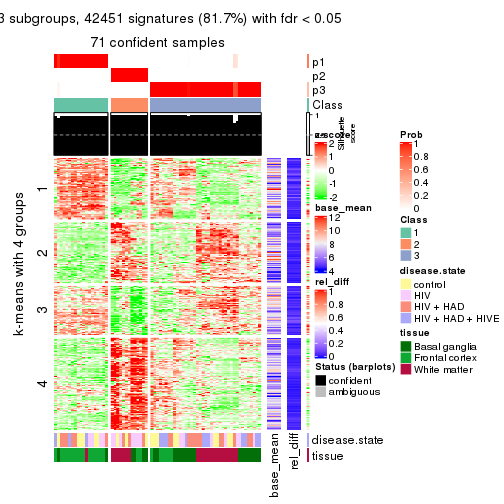 3 subgroups, 42451 signatures (81.7%) with fdr < 0.05
71 confident samples
p1
p2
p3
Class
1
Silhouette
score
z-score
2
1
0
-1
-2
base_mean
12
10
8
6
4
rel_diff
1
0.8
0.6
0.4
0.2
0
Status (barplots)
confident
ambiguous
Prob
1
0.8
0.6
0.4
0.2
0
Class
1
2
3
disease.state
control
HIV
HIV + HAD
HIV + HAD + HIVE
tissue
Basal ganglia
Frontal cortex
White matter
k-means with 4 groups
1
2
3
4
disease.state
tissue
base_mean
rel_diff